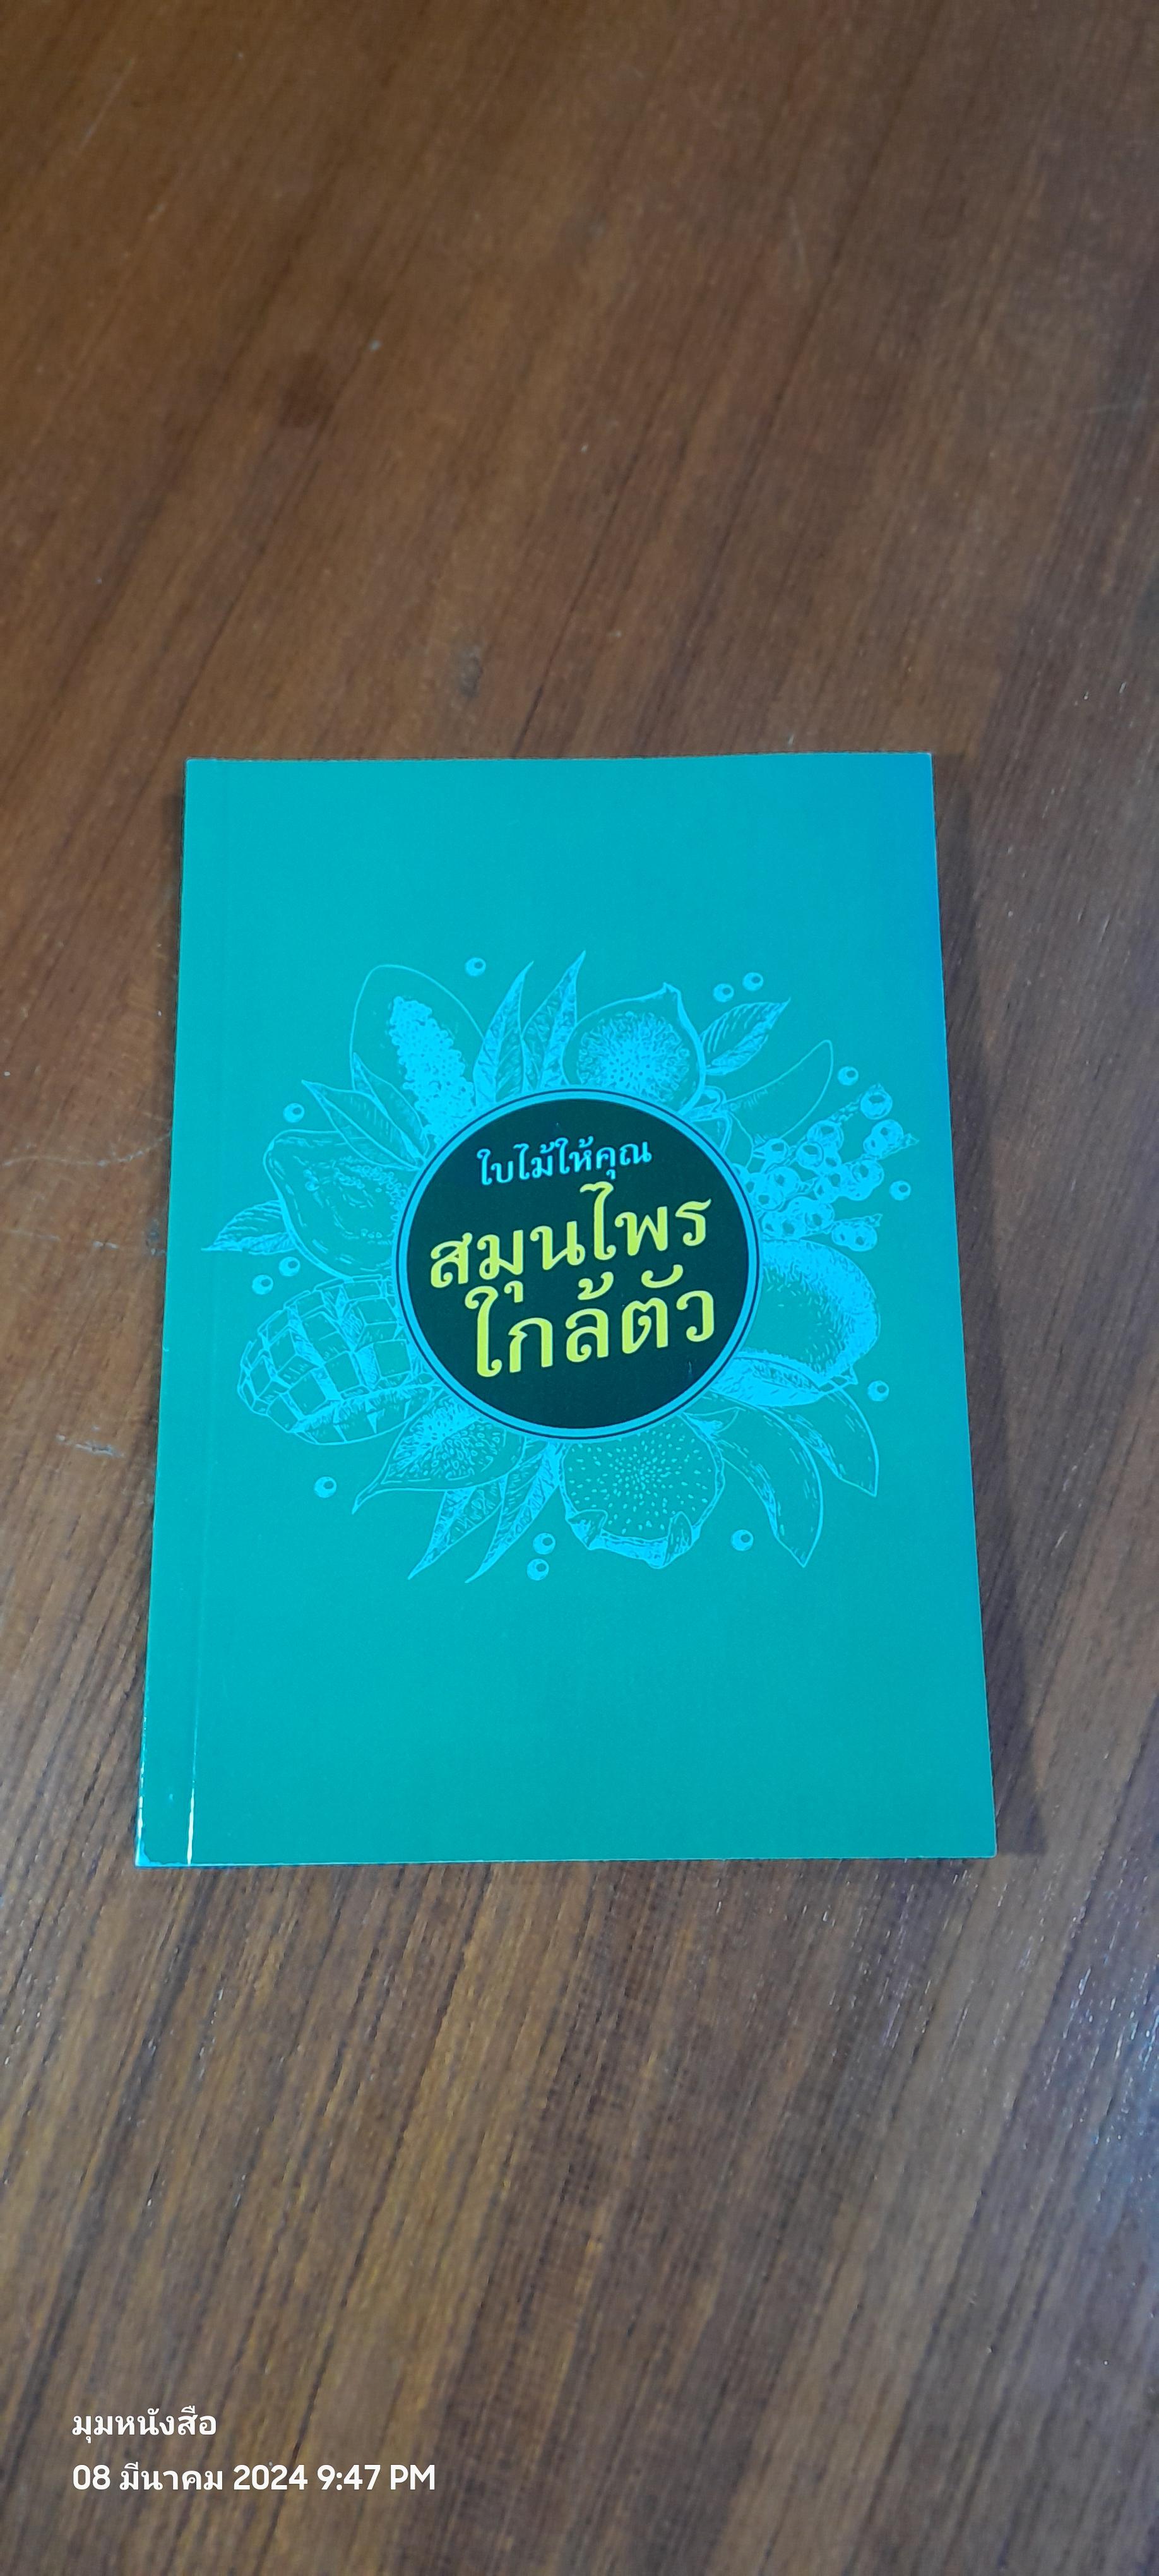 ใบไม้ให้คุณ
สมุนไพร
ใกล้ตัว
มุมหนังสือ
08 มีนาคม 2024 9:47 PM